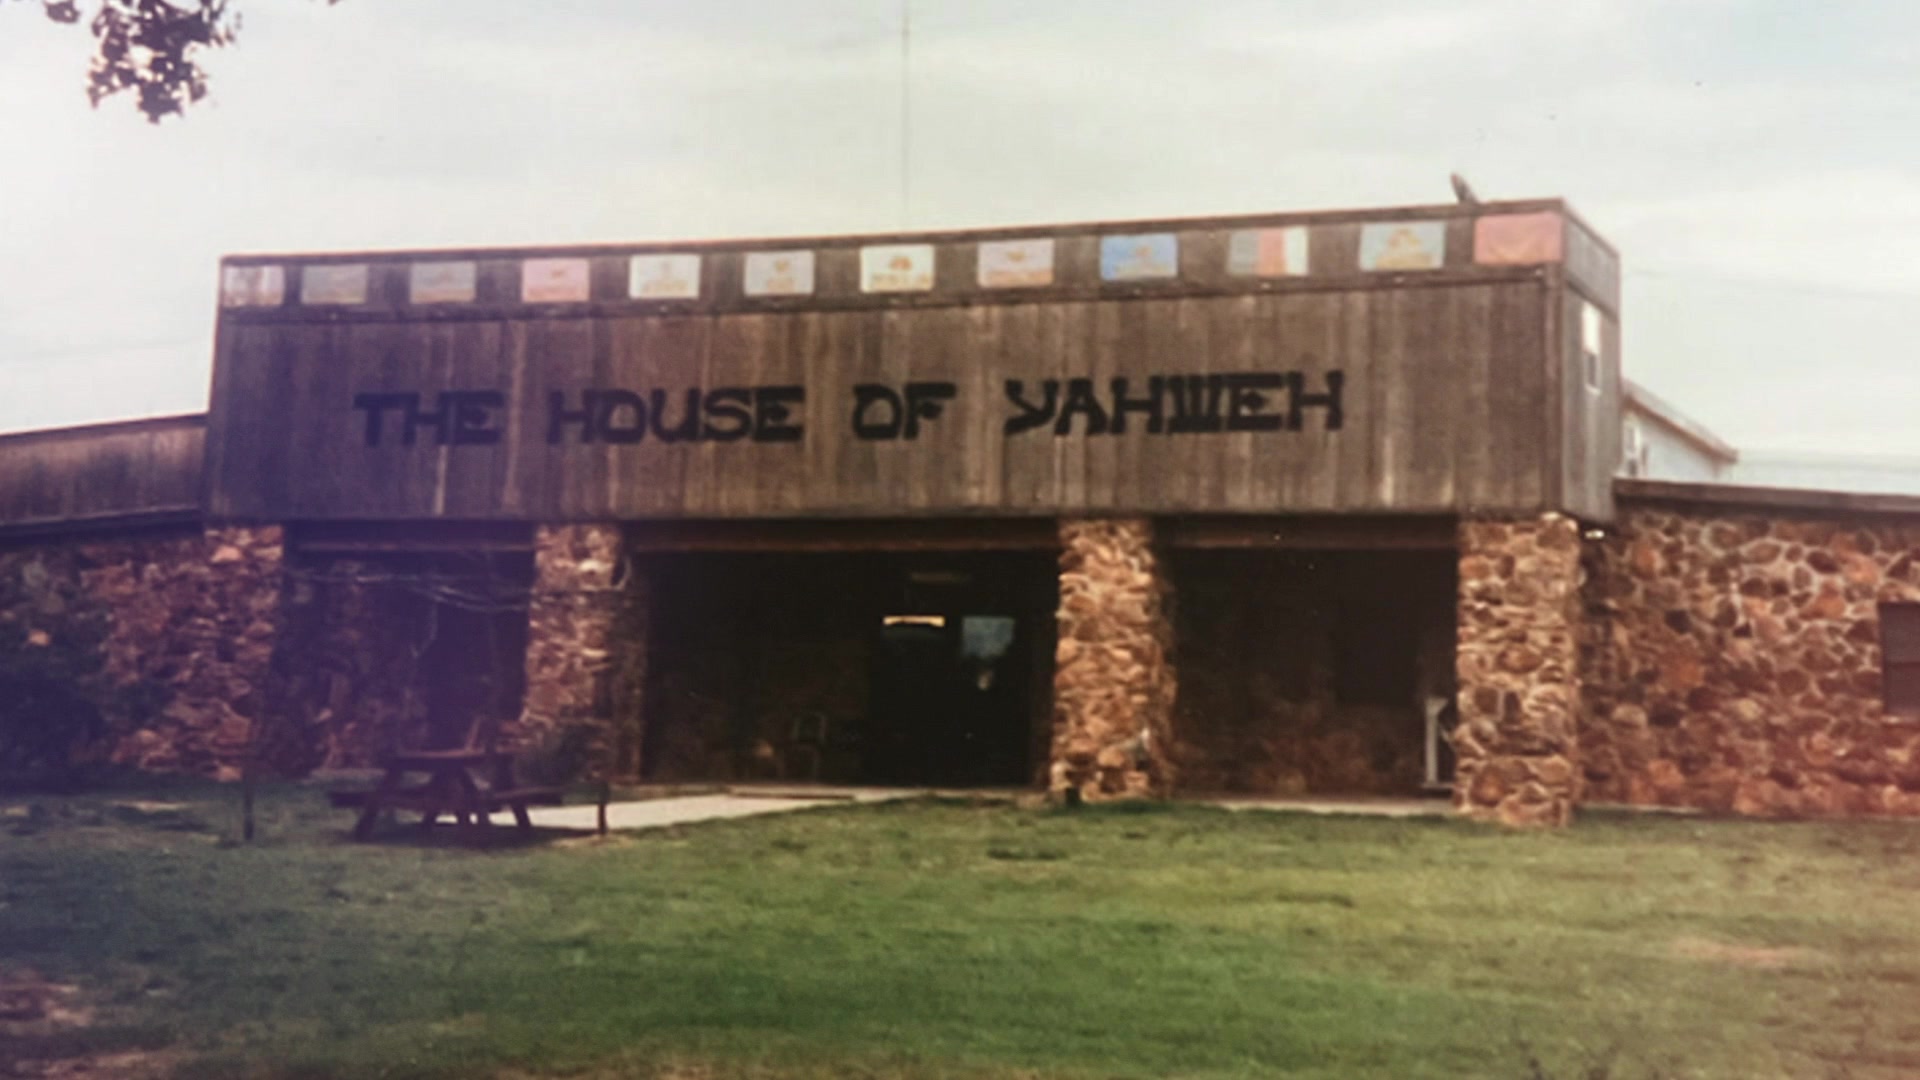 THE HOUSE OF YAHWEH